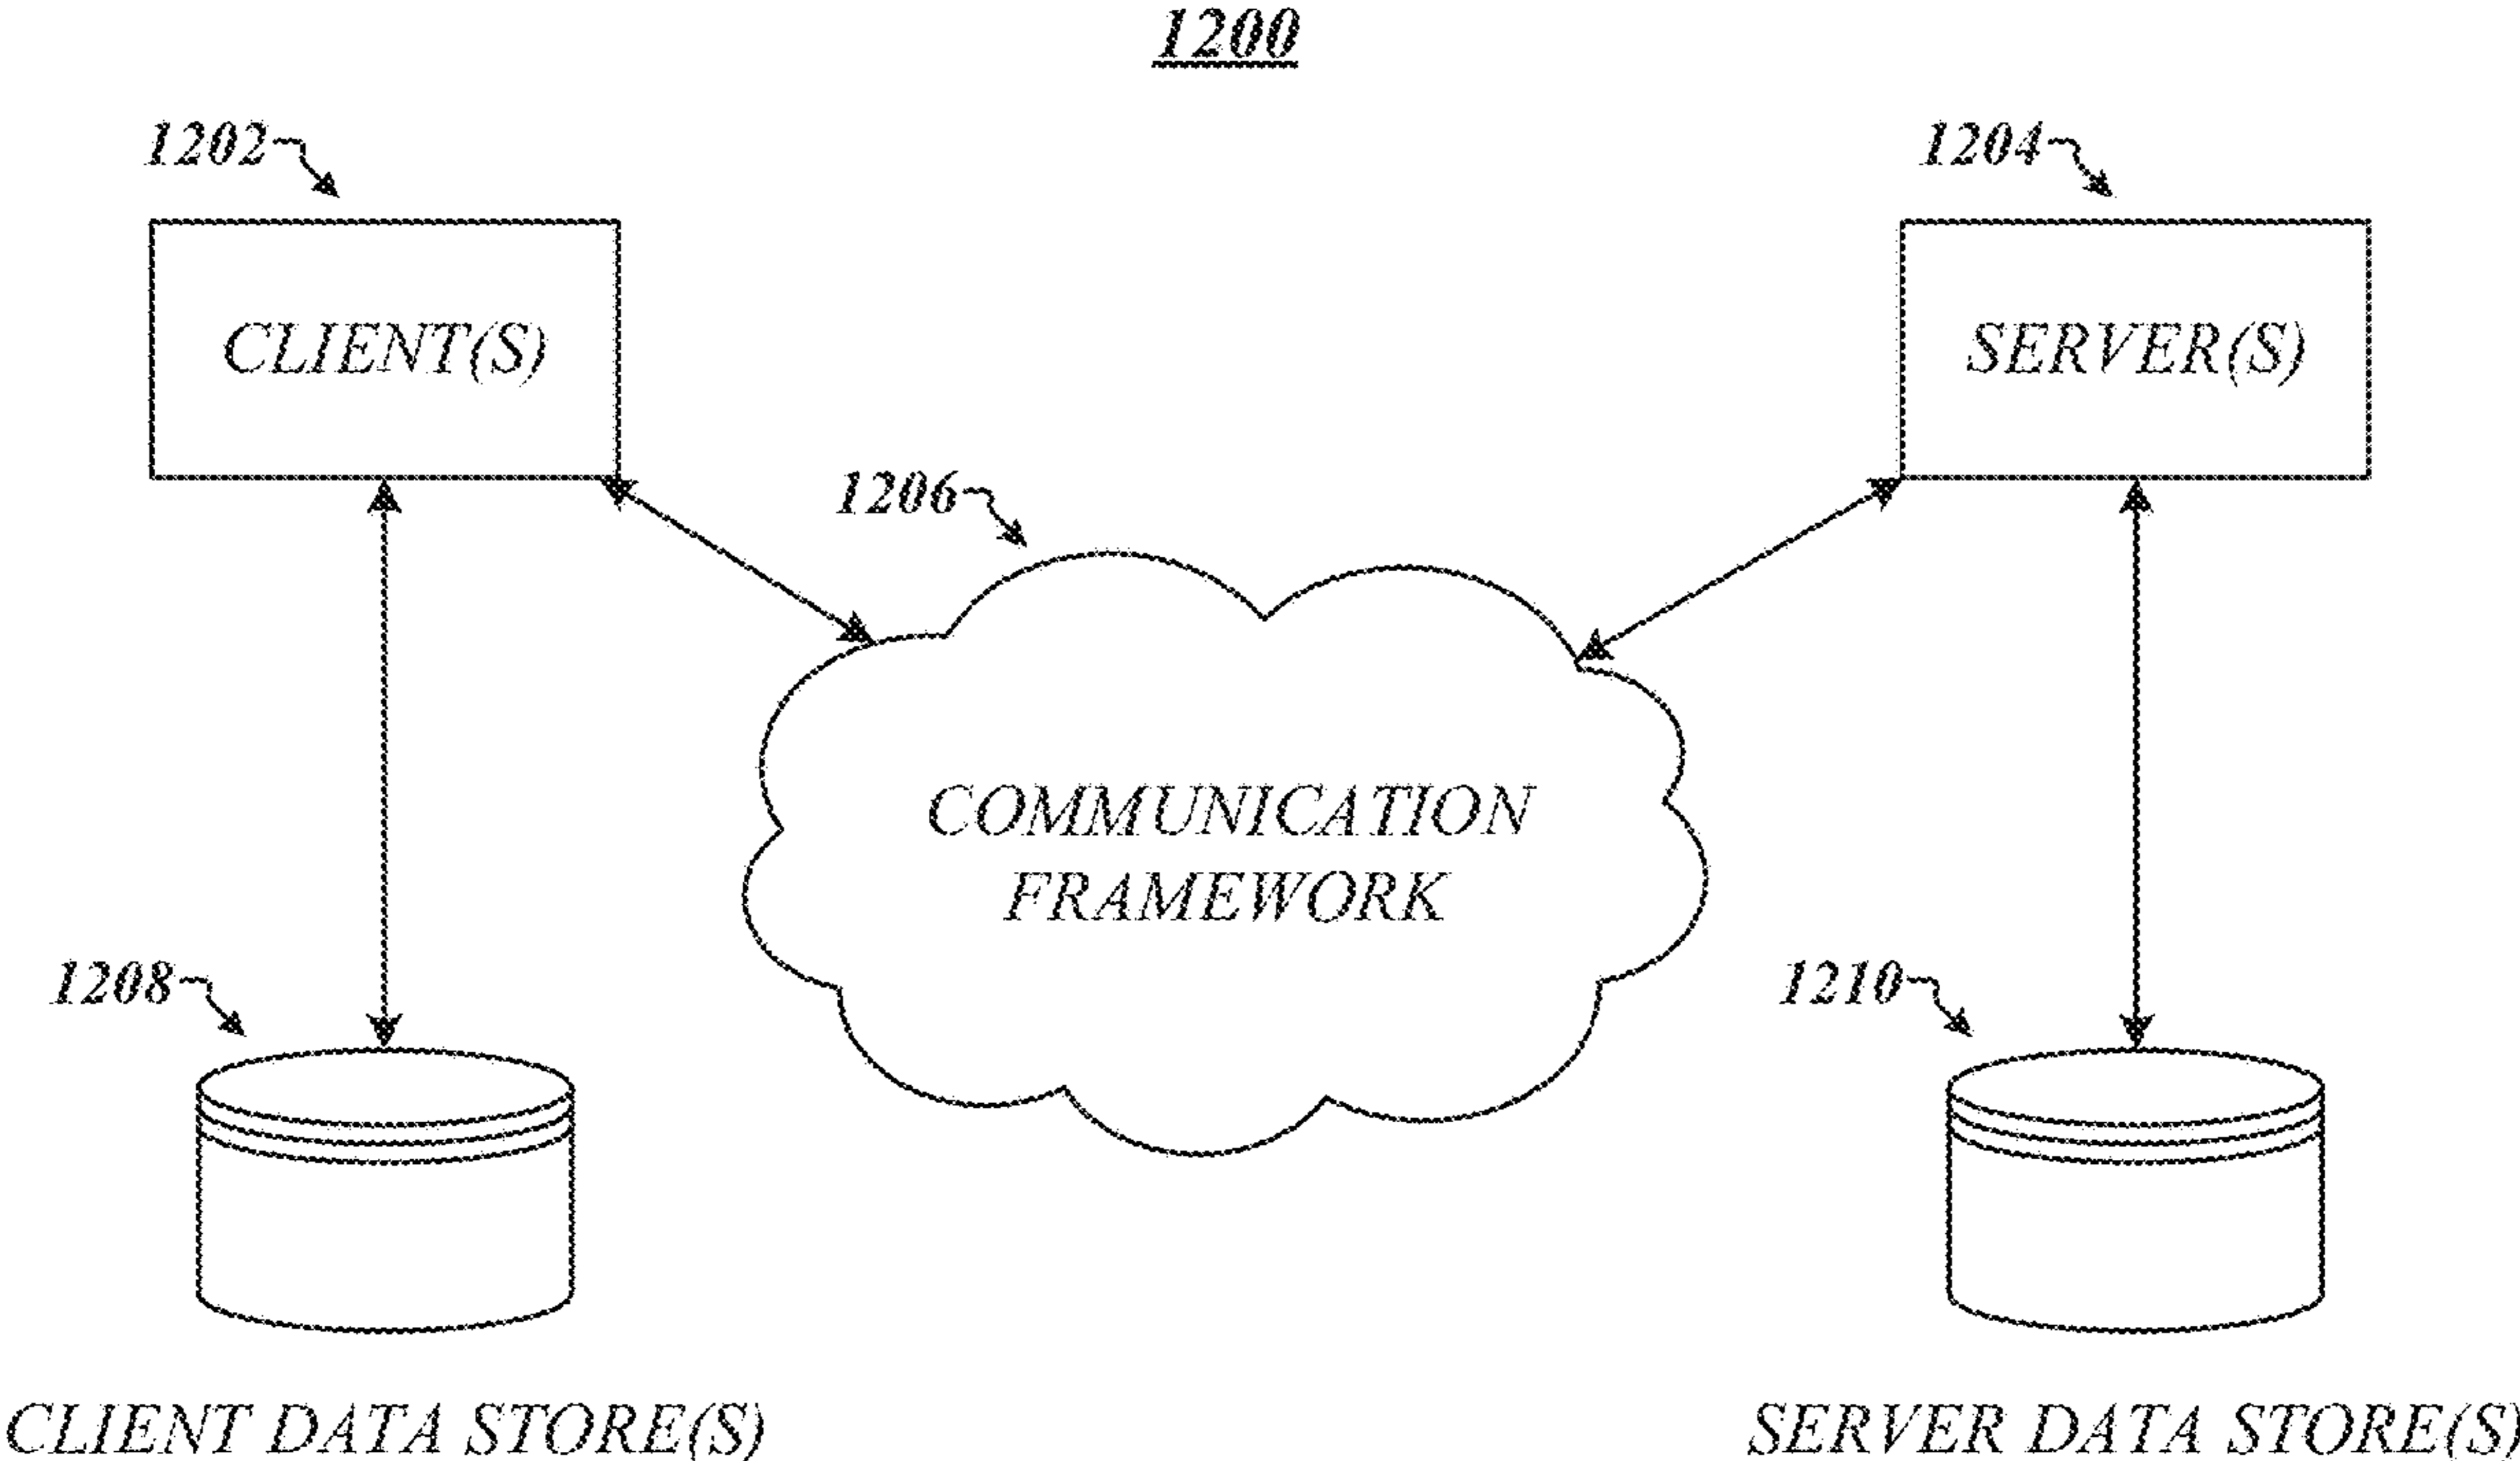 1200
1202
1204
CLIENT(S)
SERVER(S)
1206
COMMUNICATION
FRAMEWORK
1208
1210
CLIENT DATA STORE(S)
SERVER DATA STORE(S)